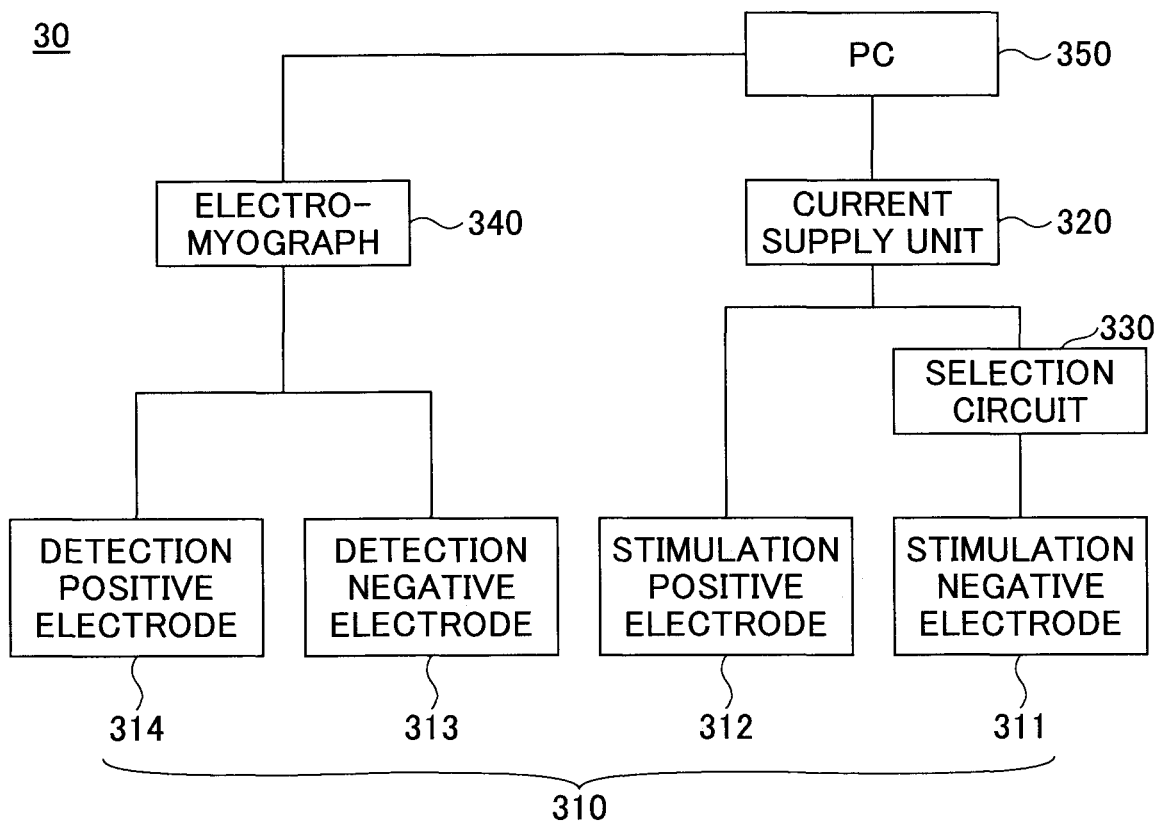 30
PC
350
ELECTRO-
MYOGRAPH
340
CURRENT
SUPPLY UNIT
320
330
SELECTION
CIRCUIT
DETECTION
POSITIVE
ELECTRODE
DETECTION
NEGATIVE
ELECTRODE
STIMULATION
POSITIVE
ELECTRODE
STIMULATION
NEGATIVE
ELECTRODE
314
313
312
311
310